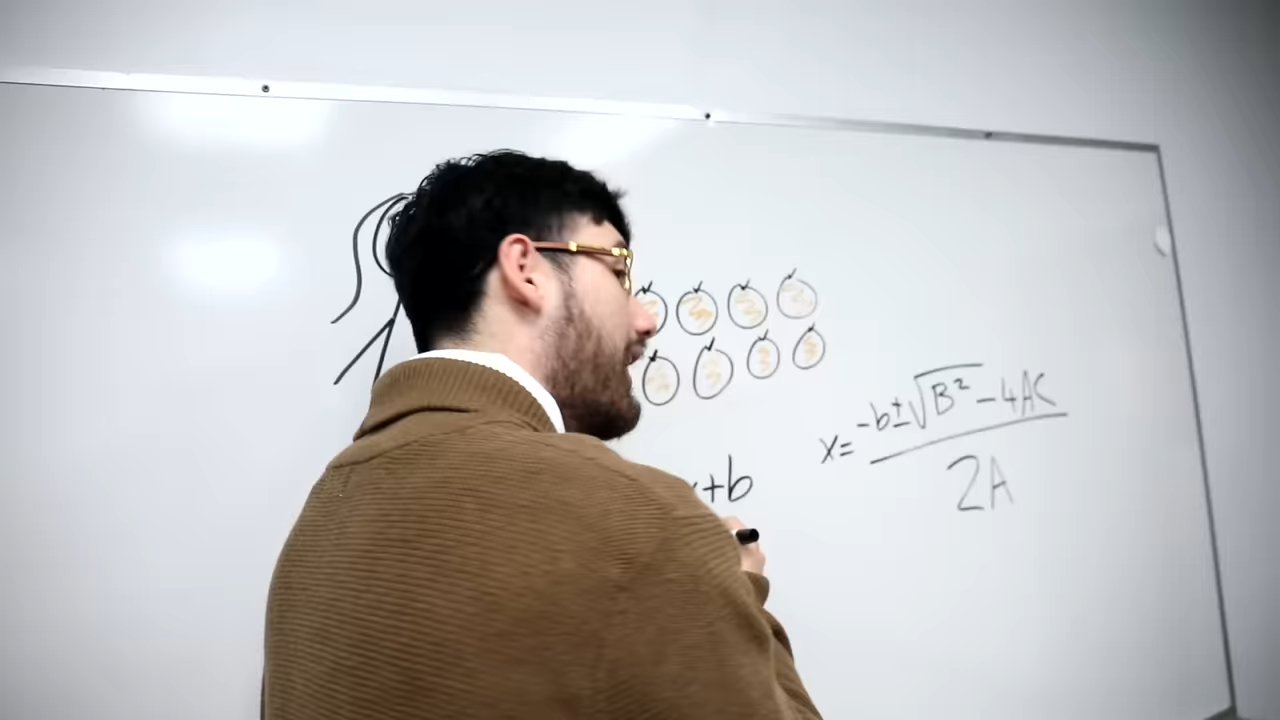 +b
x = -b±√B²-4AC
2A